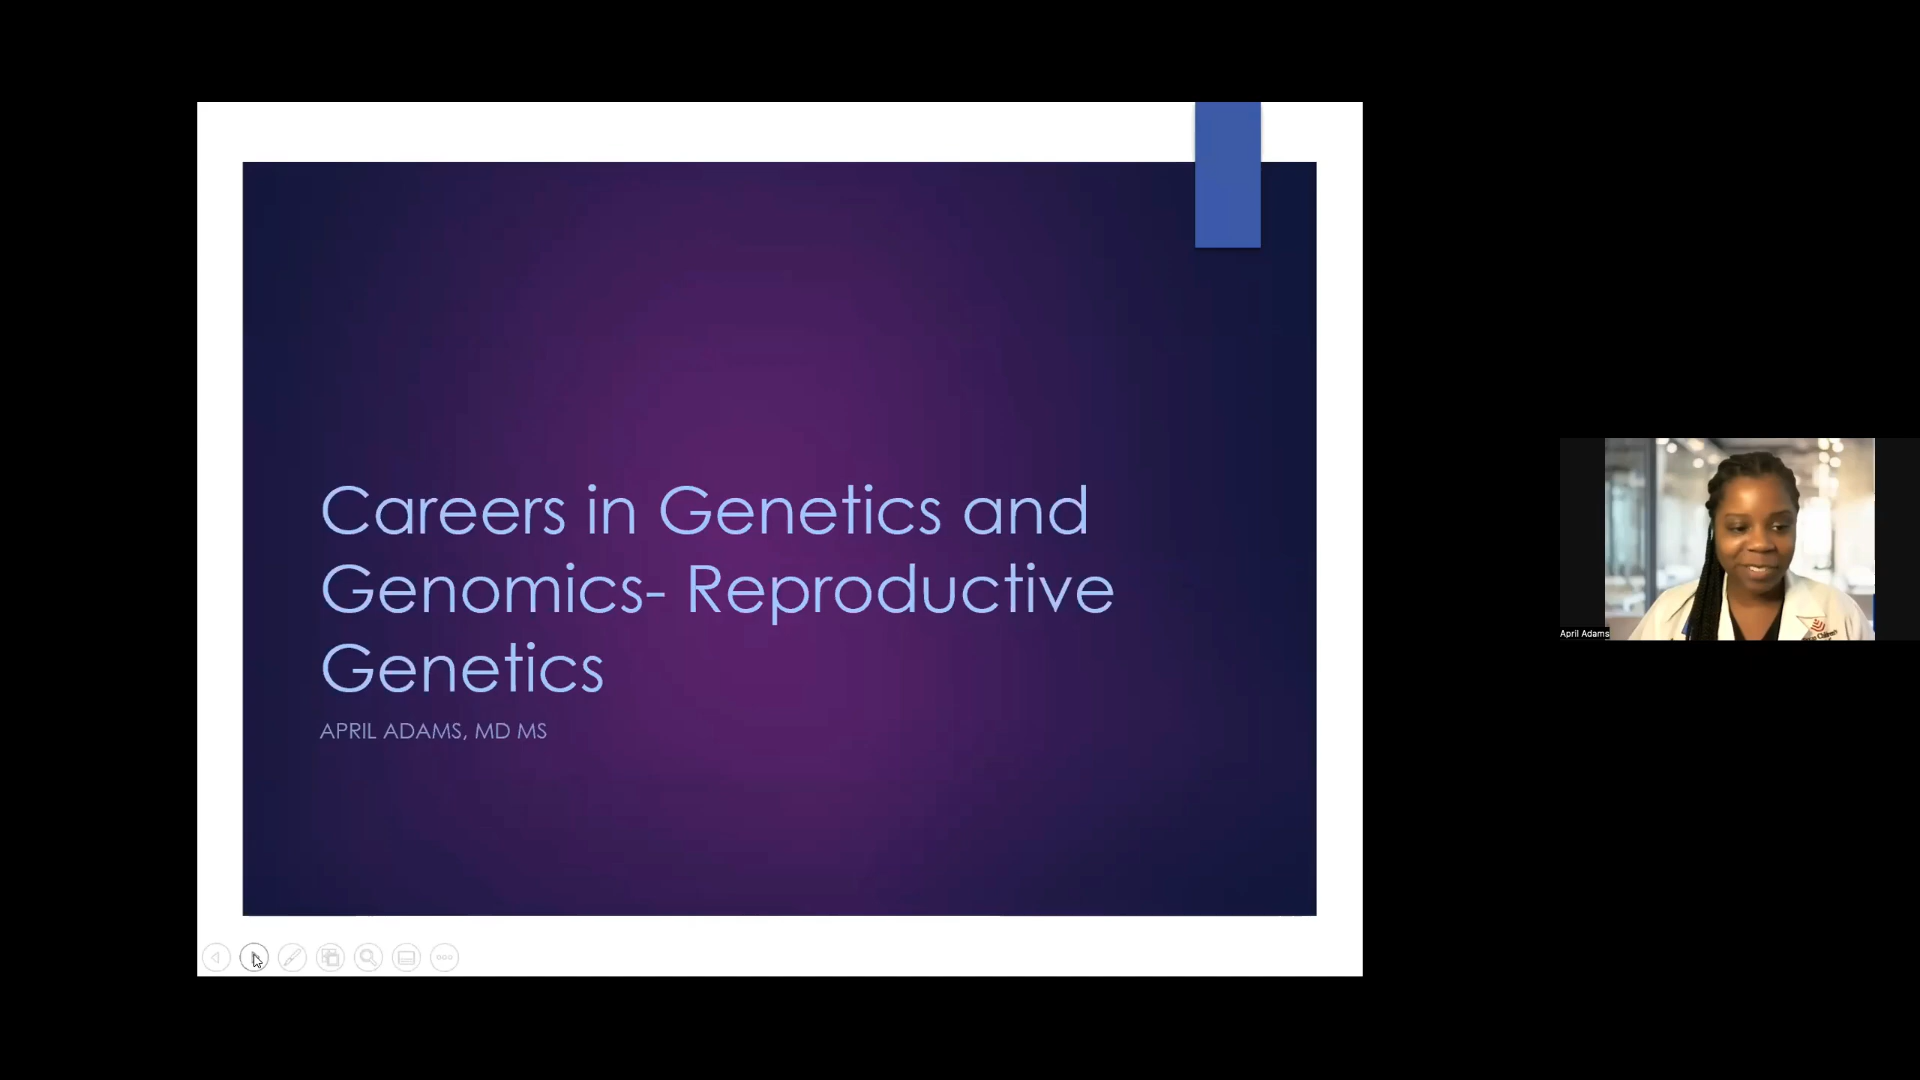 Careers in Genetics and
Genomics- Reproductive
Genetics
APRIL ADAMS, MD MS
April Adams